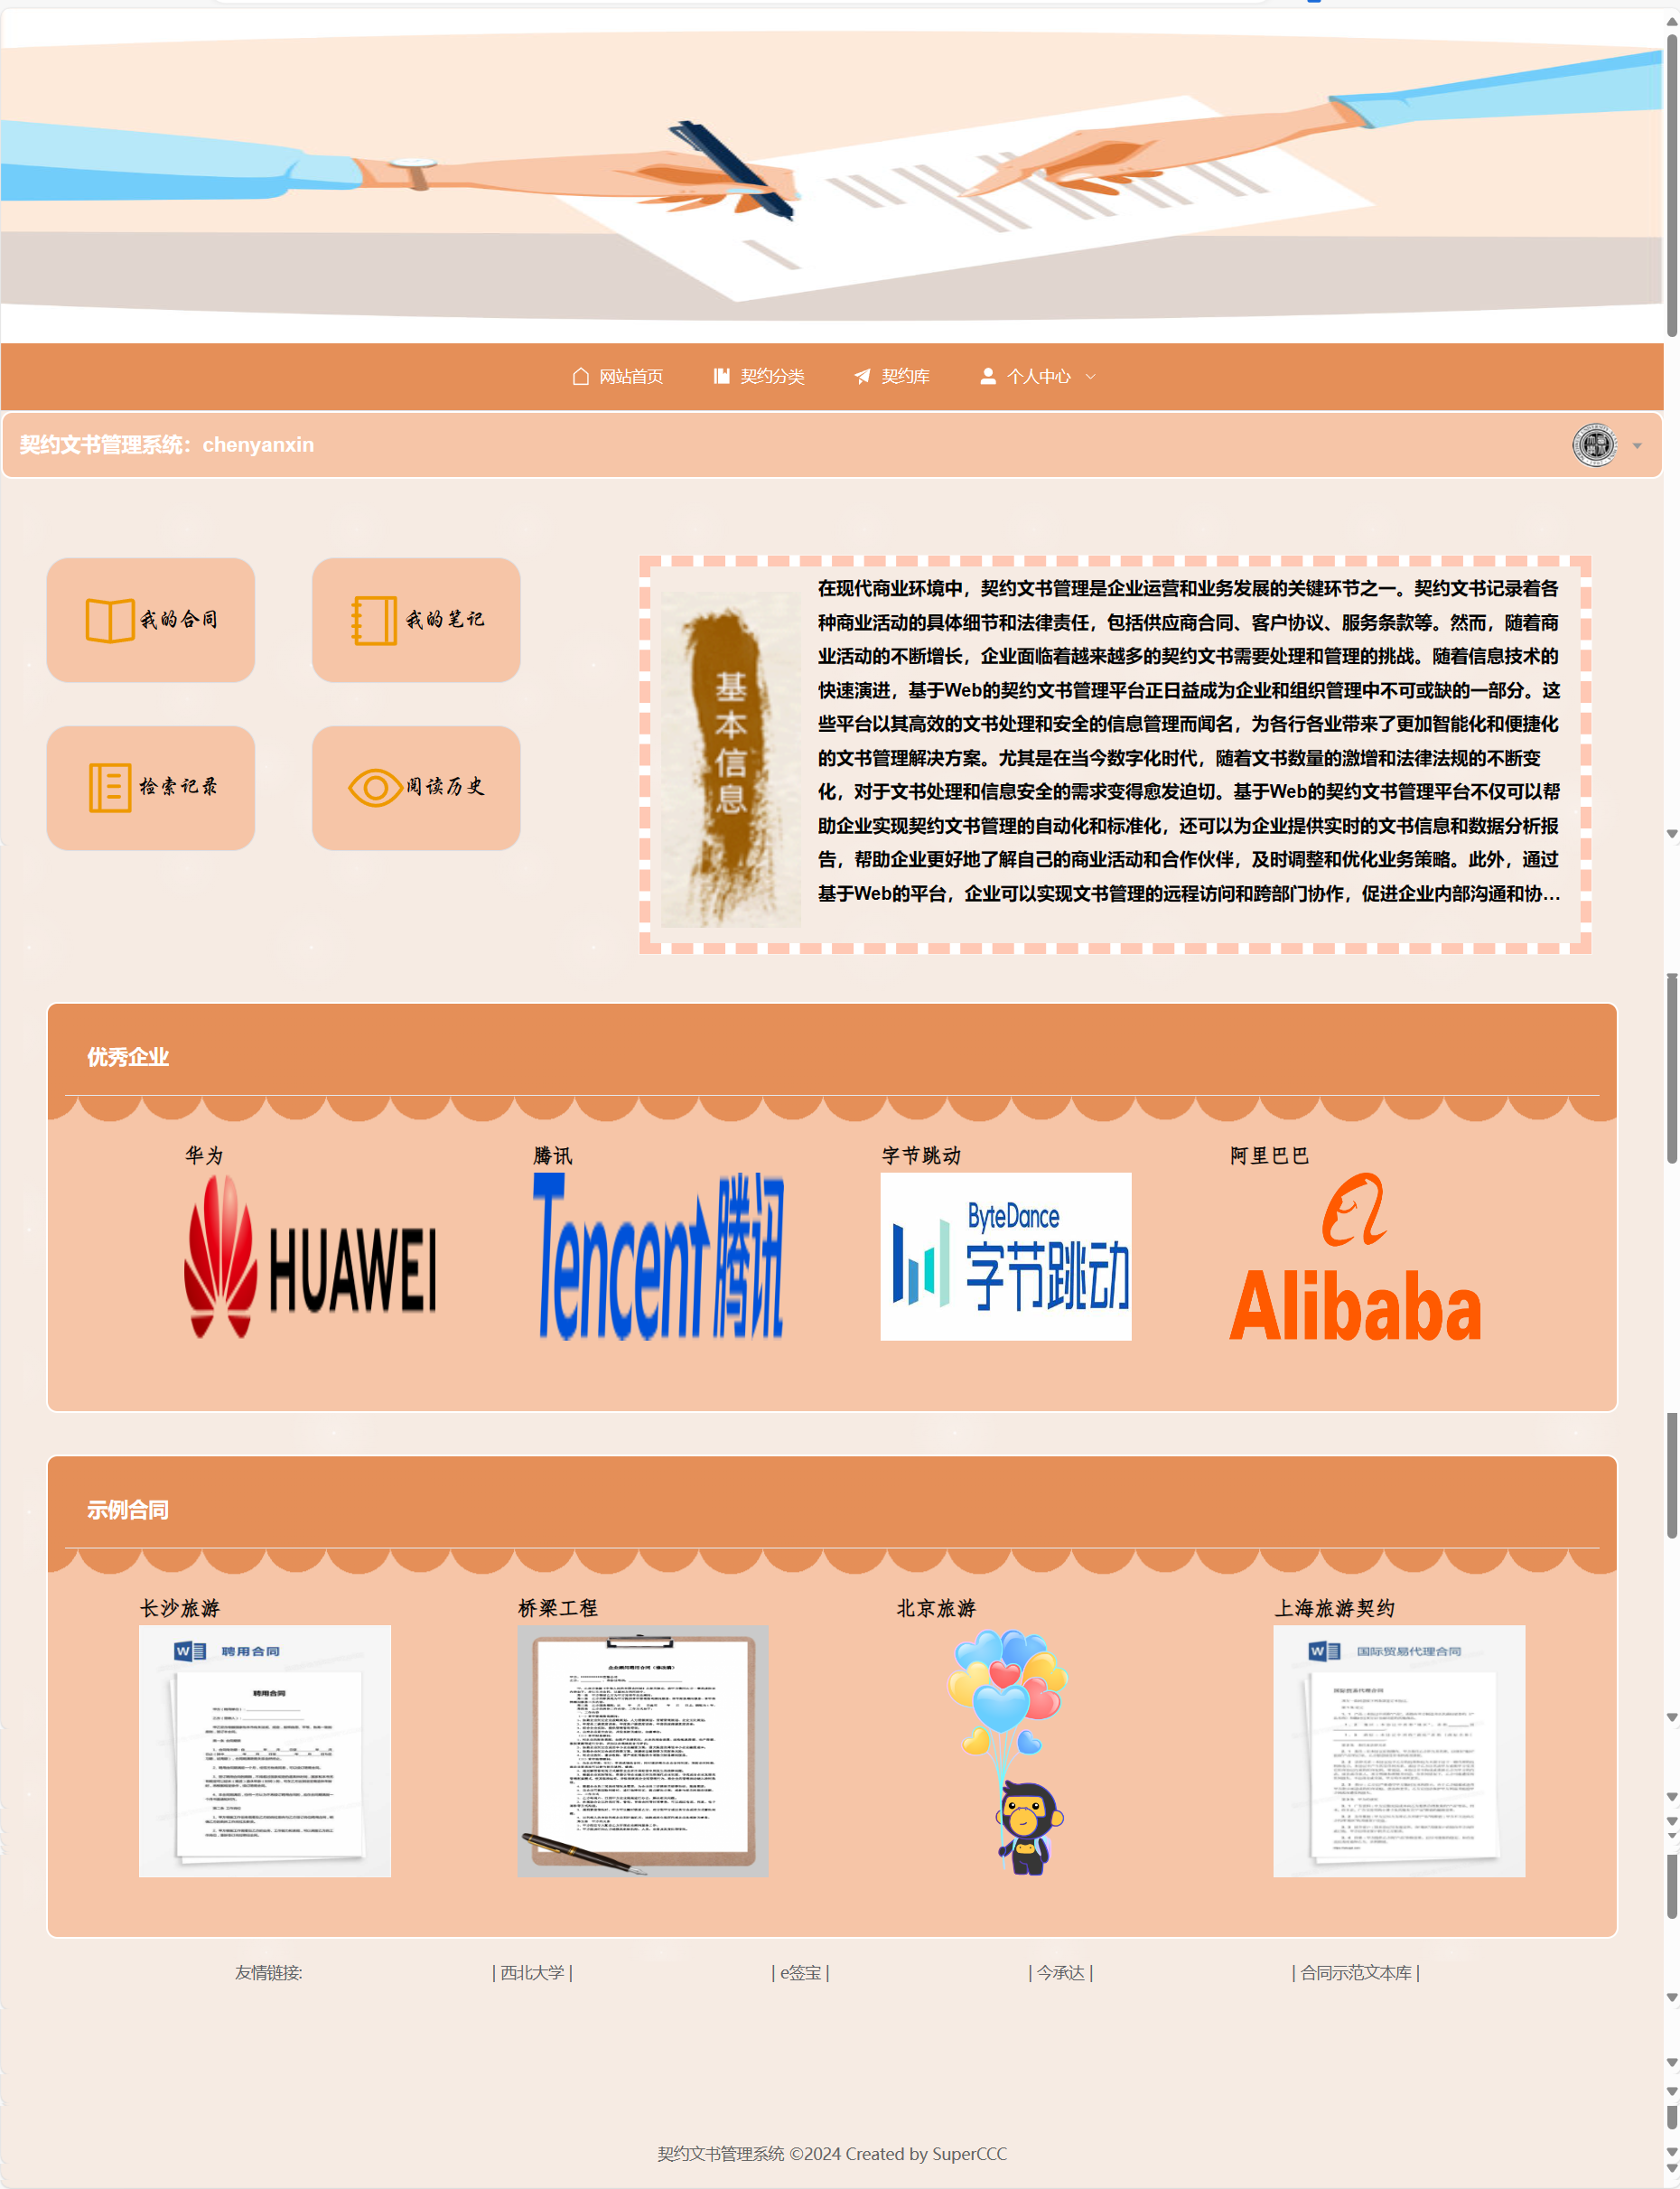 网站首页
契约分类
契约库
个人中心
契约文书管理系统：chenyanxin
我的合同
我的笔记
检索记录
阅读历史
基本信息
在现代商业环境中，契约文书管理是企业运营和业务发展的关键环节之一。契约文书记录着各
种商业活动的具体细节和法律责任，包括供应商合同、客户协议、服务条款等。然而，随着商
业活动的不断增长，企业面临着越来越多的契约文书需要处理和管理的挑战。随着信息技术的
快速演进，基于Web的契约文书管理平台正日益成为企业和组织管理中不可或缺的一部分。这
些平台以其高效的文书处理和安全的信息管理而闻名，为各行各业带来了更加智能化和便捷化
的文书管理解决方案。尤其是在当今数字化时代，随着文书数量的激增和法律法规的不断变
化，对于文书处理和信息安全的需求变得愈发迫切。基于Web的契约文书管理平台不仅可以帮
助企业实现契约文书管理的自动化和标准化，还可以为企业提供实时的文书信息和数据分析报
告，帮助企业更好地了解自己的商业活动和合作伙伴，及时调整和优化业务策略。此外，通过
基于Web的平台，企业可以实现文书管理的远程访问和跨部门协作，促进企业内部沟通和协...
优秀企业
华为
HUAWEI
腾讯
Tencent腾讯
字节跳动
ByteDance
字节跳动
阿里巴巴
Alibaba
示例合同
长沙旅游
W 聘用合同
聘用合同
桥梁工程
北京旅游
上海旅游契约
W 国际贸易代理合同
友情链接:
| 西北大学 |
| e签宝 |
| 今承达 |
| 合同示范文本库 |
契约文书管理系统 ©2024 Created by SuperCCC